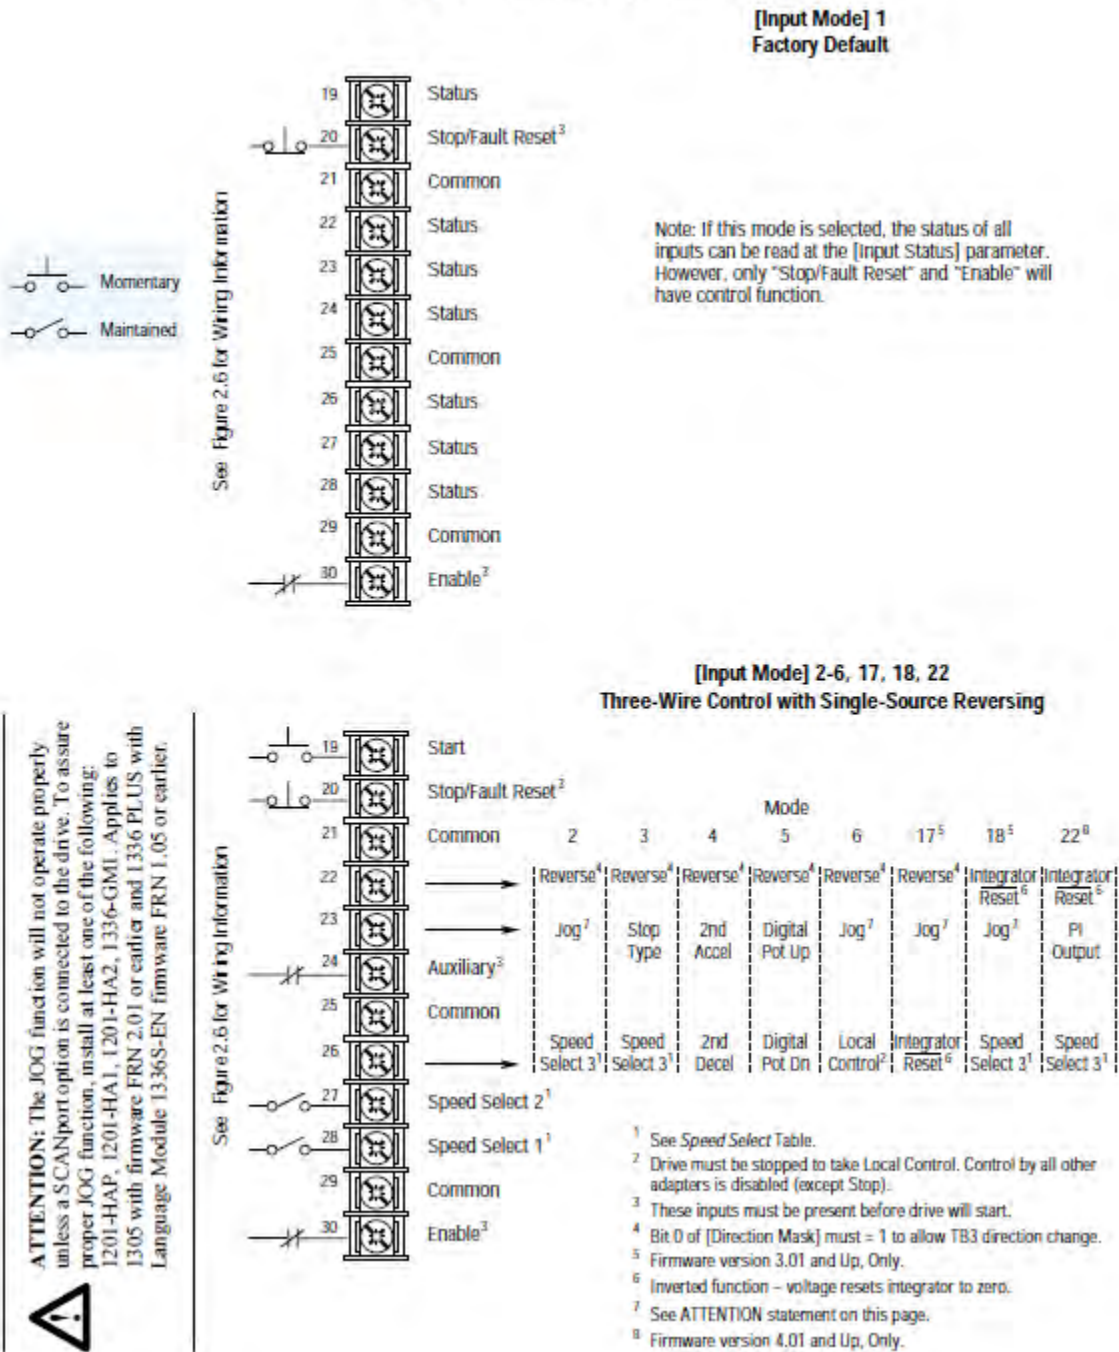 [Input Mode] 1
Factory Default
Momentary
Maintained
See Figure 2.6 for Wiring Information
19 Status
20 Stop/Fault Reset3
21 Common
22 Status
23 Status
24 Status
25 Common
26 Status
27 Status
28 Status
29 Common
30 Enable3
Note: If this mode is selected, the status of all
inputs can be read at the [Input Status] parameter.
However, only "Stop/Fault Reset" and "Enable" will
have control function.
[Input Mode] 2-6, 17, 18, 22
Three-Wire Control with Single-Source Reversing
ATTENTION: The JOG function will not operate properly
unless a SCANport option is connected to the drive. To assure
proper JOG function, install at least one of the following:
1201-HAP, 1201-HA1, 1201-HA2, 1336-GM1. Applies to
1305 with firmware FRN 2.01 or earlier and 1336 PLUS with
Language Module 1336S-EN firmware FRN 1.05 or earlier.
See Figure 2.6 for Wiring Information
19 Start
20 Stop/Fault Reset3
Mode
21 Common 2 3 4 5 6 175 185 228
22 Reverse4 Reverse4 Reverse4 Reverse4 Reverse4 Reverse4 Integrator Integrator
Reset6 Reset6
23 Jog7 Stop 2nd Digital Jog7 Jog7 Jog7 PI
Type Accel Pot Up Output
24 Auxiliary3
25 Common
26 Speed Speed 2nd Digital Local Integrator Speed Speed
Select 31 Select 31 Decel Pot Dn Control2 Reset6 Select 31 Select 31
27 Speed Select 21
28 Speed Select 11
29 Common
30 Enable3
1 See Speed Select Table.
2 Drive must be stopped to take Local Control. Control by all other
adapters is disabled (except Stop).
3 These inputs must be present before drive will start.
4 Bit 0 of [Direction Mask] must = 1 to allow TB3 direction change.
5 Firmware version 3.01 and Up, Only.
6 Inverted function – voltage resets integrator to zero.
7 See ATTENTION statement on this page.
8 Firmware version 4.01 and Up, Only.